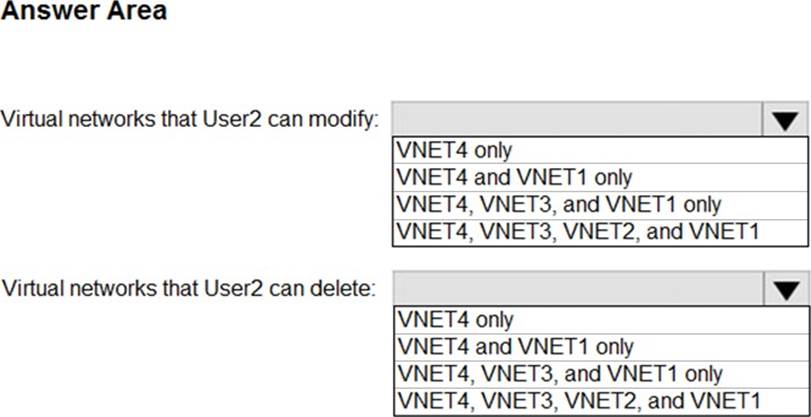 Answer Area
Virtual networks that User2 can modify:
VNET4 only
VNET4 and VNET1 only
VNET4, VNET3, and VNET1 only
VNET4, VNET3, VNET2, and VNET1
Virtual networks that User2 can delete:
VNET4 only
VNET4 and VNET1 only
VNET4, VNET3, and VNET1 only
VNET4, VNET3, VNET2, and VNET1